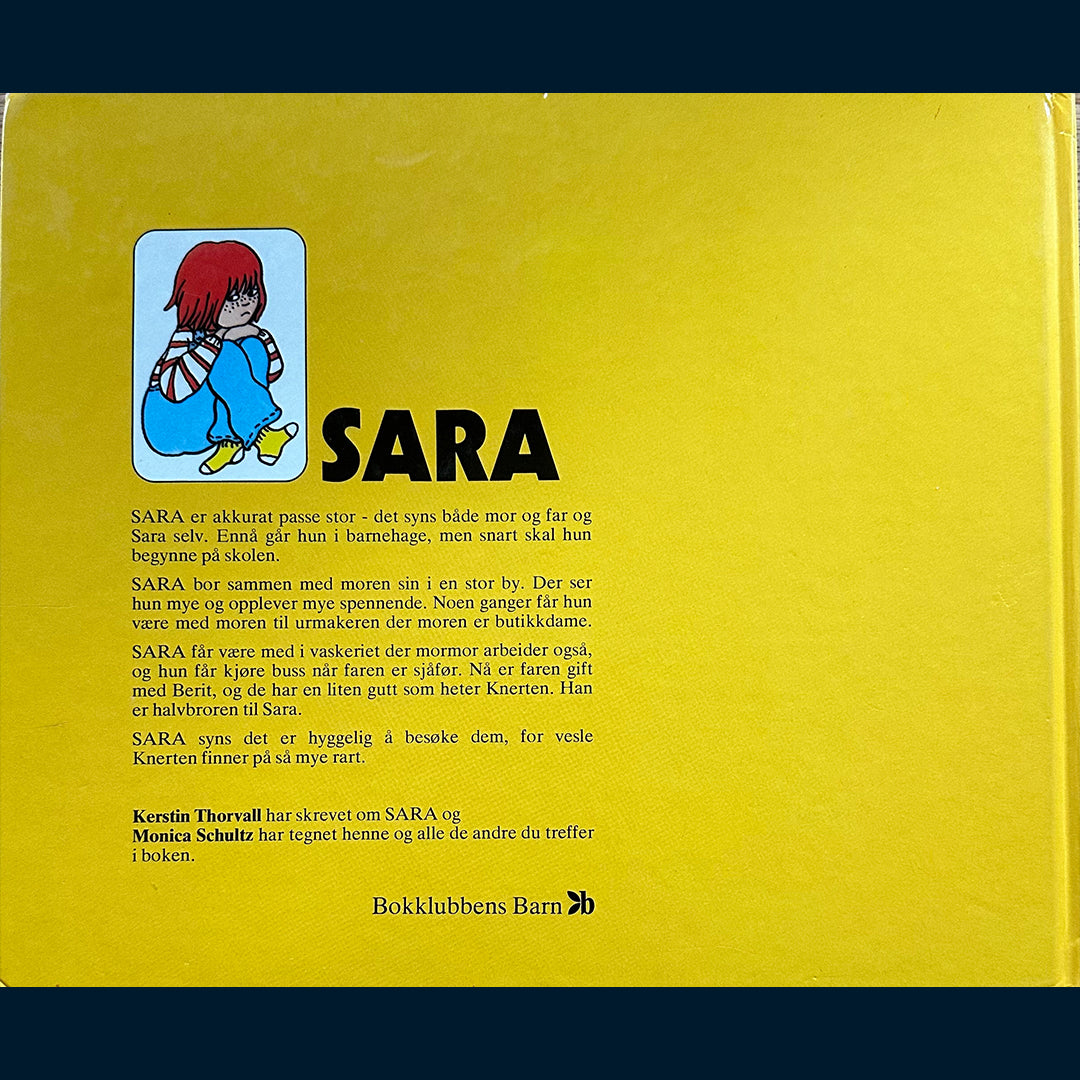 SARA
SARA er akkurat passe stor - det syns både mor og far og
Sara selv. Ennå går hun i barnehage, men snart skal hun
begynne på skolen.
SARA bor sammen med moren sin i en stor by. Der ser
hun mye og opplever mye spennende. Noen ganger får hun
være med moren til urmakeren der moren er butikkdame.
SARA får være med i vaskeriet der mormor arbeider også,
og hun får kjøre buss når faren er sjåfør. Nå er faren gift
med Berit, og de har en liten gutt som heter Knerten. Han
er halvbroren til Sara.
SARA syns det er hyggelig å besøke dem, for vesle
Knerten finner på så mye rart.
Kerstin Thorvall har skrevet om SARA og
Monica Schultz har tegnet henne og alle de andre du treffer
i boken.
Bokklubbens Barn b